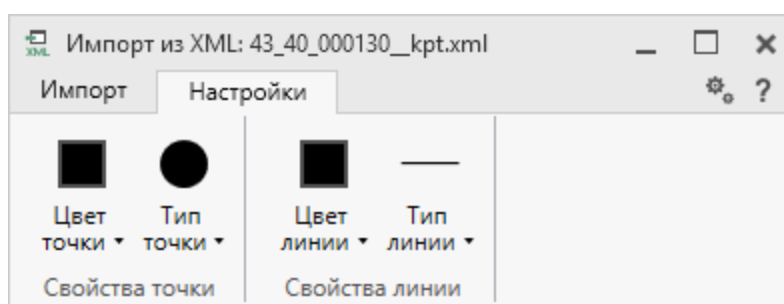 XML Импорт из XML: 43_40_000130__kpt.xml
Импорт Настройки ?
Цвет точки Тип точки Цвет линии Тип линии
Свойства точки Свойства линии